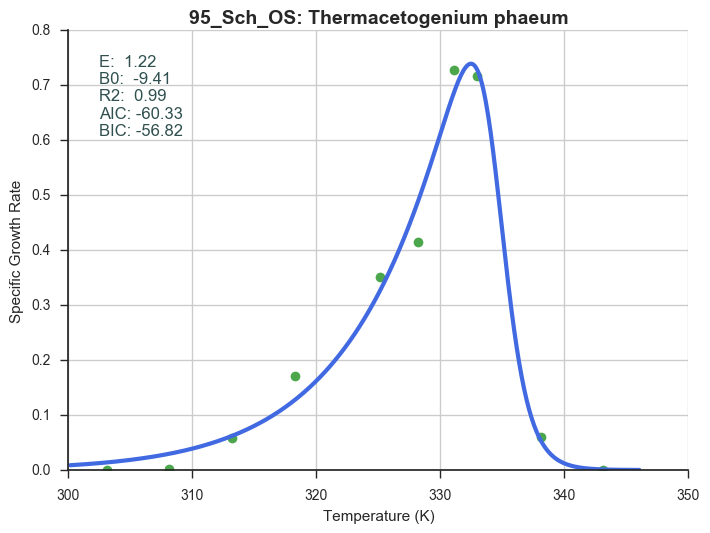 95_Sch_OS: Thermacetogenium phaeum
E:  1.22
B0:  -9.41
R2:  0.99
AIC: -60.33
BIC: -56.82
Specific Growth Rate
0.8
0.7
0.6
0.5
0.4
0.3
0.2
0.1
0.0
300 310 320 330 340 350
Temperature (K)